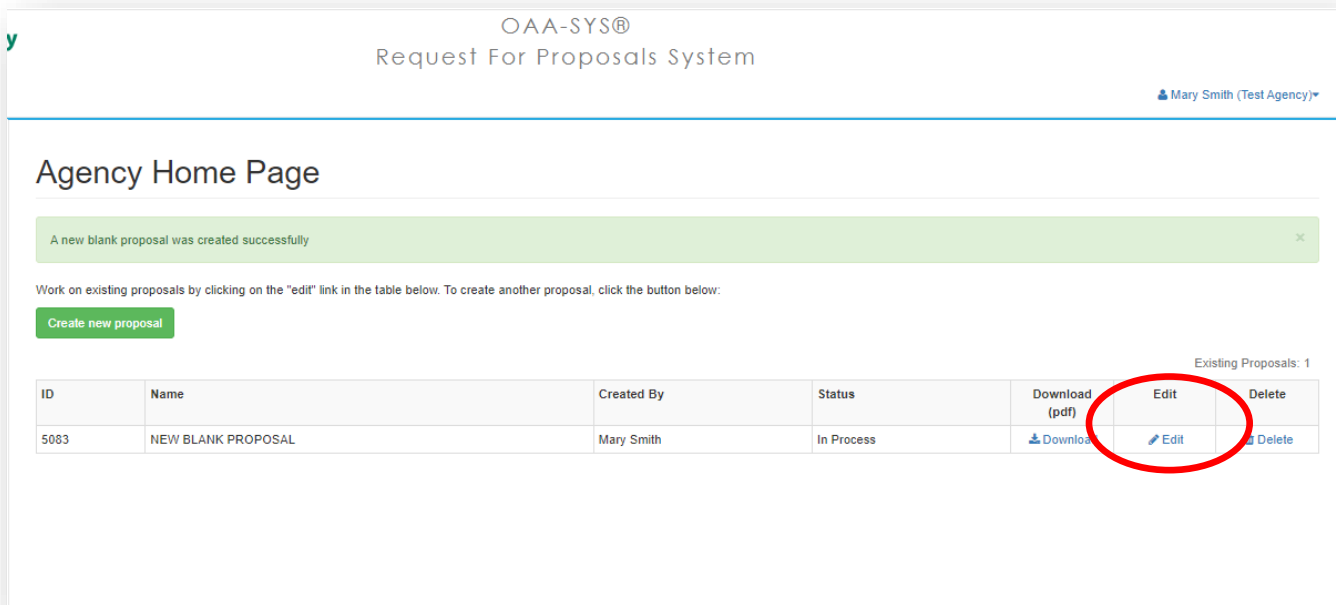 y
OAA-SYS®
Request For Proposals System
Mary Smith (Test Agency)
Agency Home Page
A new blank proposal was created successfully ×
Work on existing proposals by clicking on the "edit" link in the table below. To create another proposal, click the button below:
Create new proposal
Existing Proposals: 1
ID Name Created By Status Download (pdf) Edit Delete
5083 NEW BLANK PROPOSAL Mary Smith In Process Downloa Edit Delete